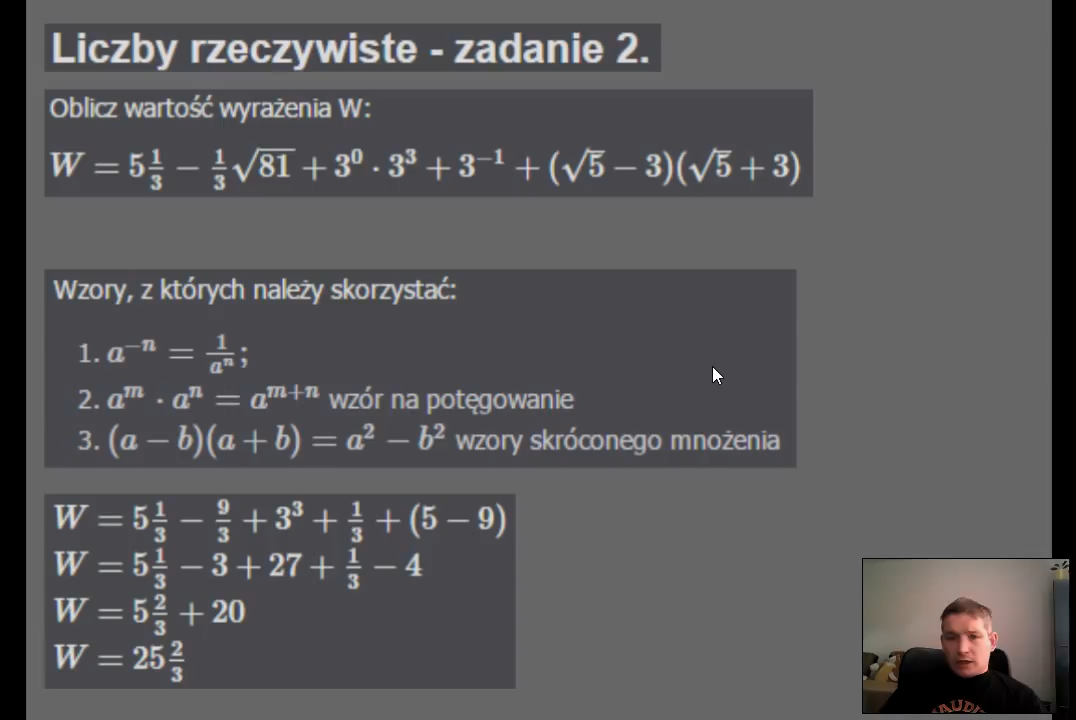 Liczby rzeczywiste - zadanie 2.
Oblicz wartość wyrażenia W:
W = 5 1/3 − 1/3 √81 + 3⁰ · 3³ + 3⁻¹ + (√5 − 3)(√5 + 3)
Wzory, z których należy skorzystać:
1. a⁻ⁿ = 1/aⁿ;
2. aᵐ · aⁿ = aᵐ⁺ⁿ wzór na potęgowanie
3. (a − b)(a + b) = a² − b² wzory skróconego mnożenia
W = 5 1/3 − 9/3 + 3³ + 1/3 + (5 − 9)
W = 5 1/3 − 3 + 27 + 1/3 − 4
W = 5 2/3 + 20
W = 25 2/3